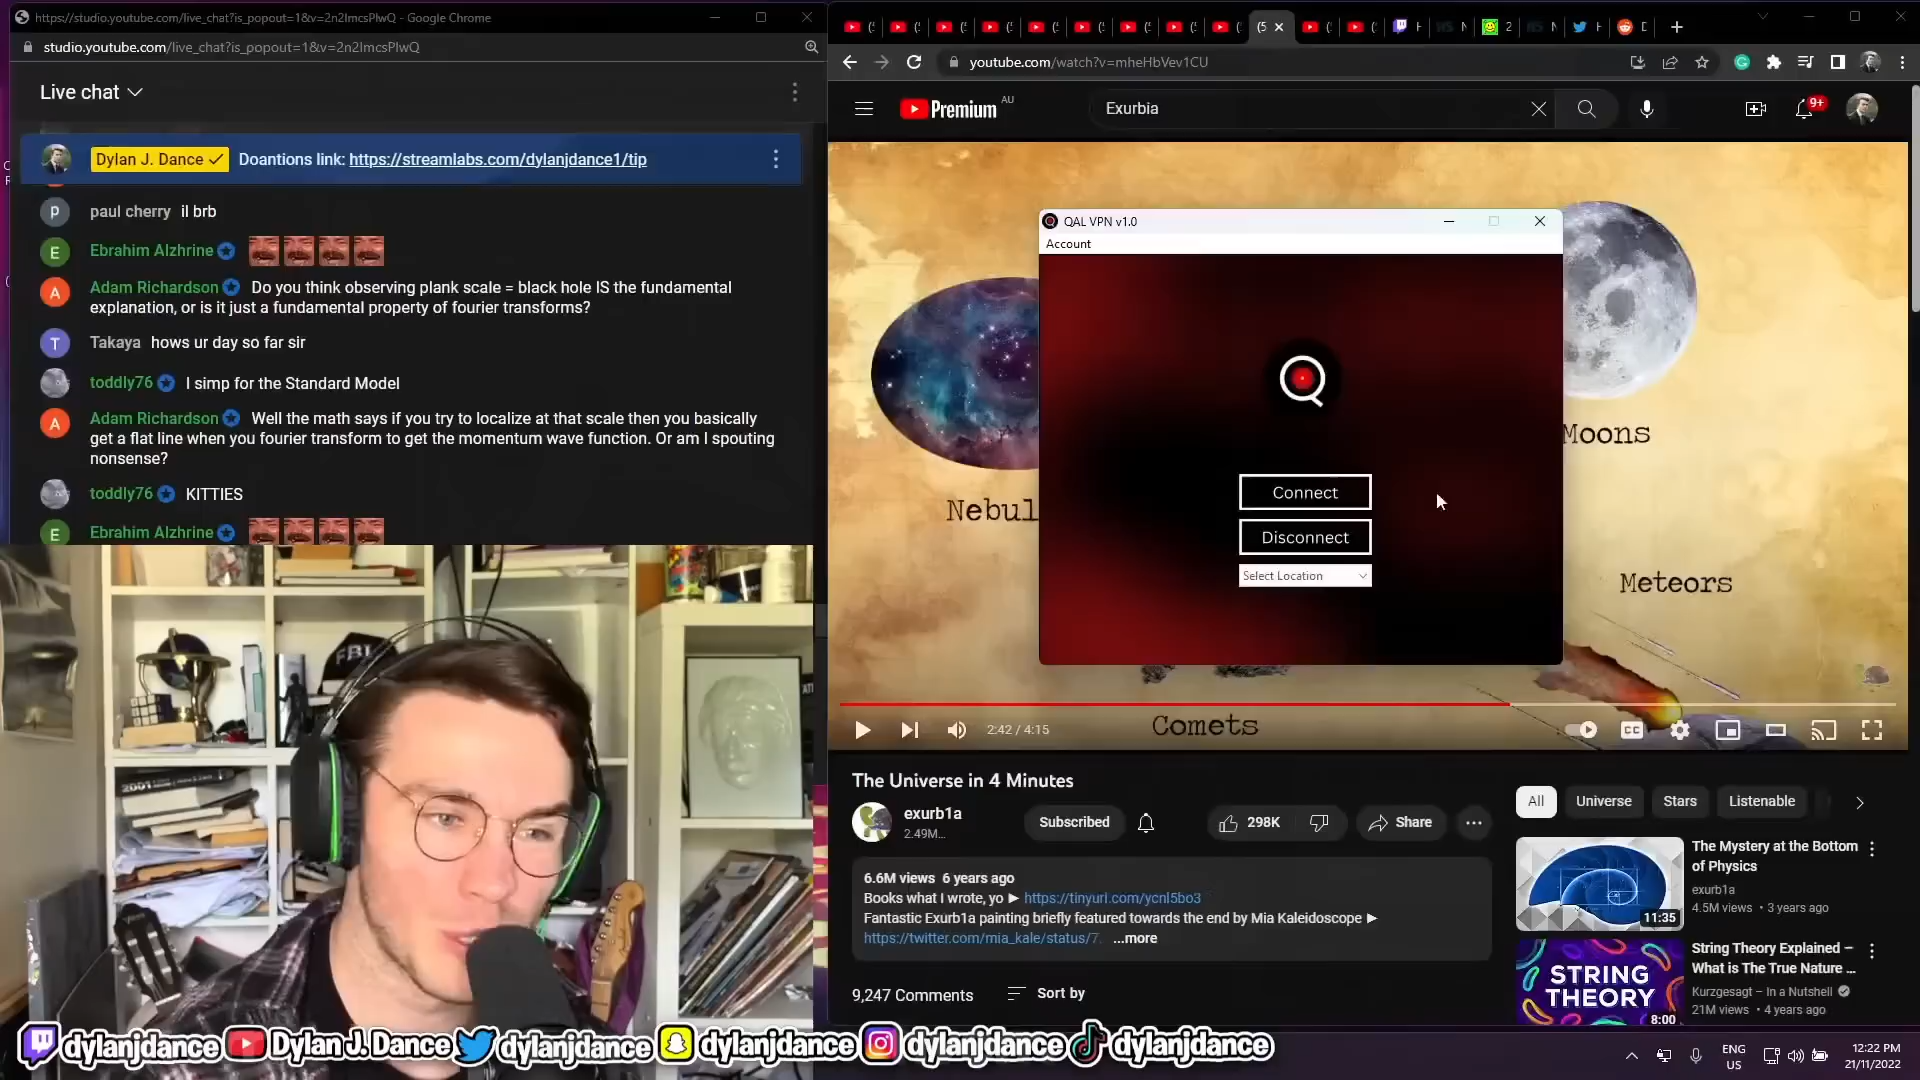 https://studio.youtube.com/live_chat?is_popout=1&v=2n2ImcsPlwQ - Google Chrome
studio.youtube.com/live_chat?is_popout=1&v=2n2ImcsPlwQ
Live chat
Dylan J. Dance Doantions link: https://streamlabs.com/dylanjdance1/tip
paul cherry il brb
Ebrahim Alzhrine
Adam Richardson Do you think observing plank scale = black hole IS the fundamental
explanation, or is it just a fundamental property of fourier transforms?
Takaya hows ur day so far sir
toddly76 I simp for the Standard Model
Adam Richardson Well the math says if you try to localize at that scale then you basically
get a flat line when you fourier transform to get the momentum wave function. Or am I spouting
nonsense?
toddly76 KITTIES
Ebrahim Alzhrine
FBI
2001
youtube.com/watch?v=mheHbVev1CU
Premium AU
Exurbia
9+
QAL VPN v1.0
Account
Connect
Disconnect
Select Location
Nebul
Moons
Meteors
Comets
2:42 / 4:15
CC
The Universe in 4 Minutes
exurb1a
2.49M...
Subscribed
298K
Share
6.6M views 6 years ago
Books what I wrote, yo ► https://tinyurl.com/ycnl5bo3
Fantastic Exurb1a painting briefly featured towards the end by Mia Kaleidoscope ►
https://twitter.com/mia_kale/status/7. ...more
9,247 Comments
Sort by
All
Universe
Stars
Listenable
The Mystery at the Bottom
of Physics
exurb1a
4.5M views • 3 years ago
11:35
String Theory Explained –
What is The True Nature ...
Kurzgesagt – In a Nutshell
21M views • 4 years ago
STRING
THEORY
8:00
dylanjdance Dylan J. Dance dylanjdance dylanjdance dylanjdance dylanjdance
ENG
US
12:22 PM
21/11/2022